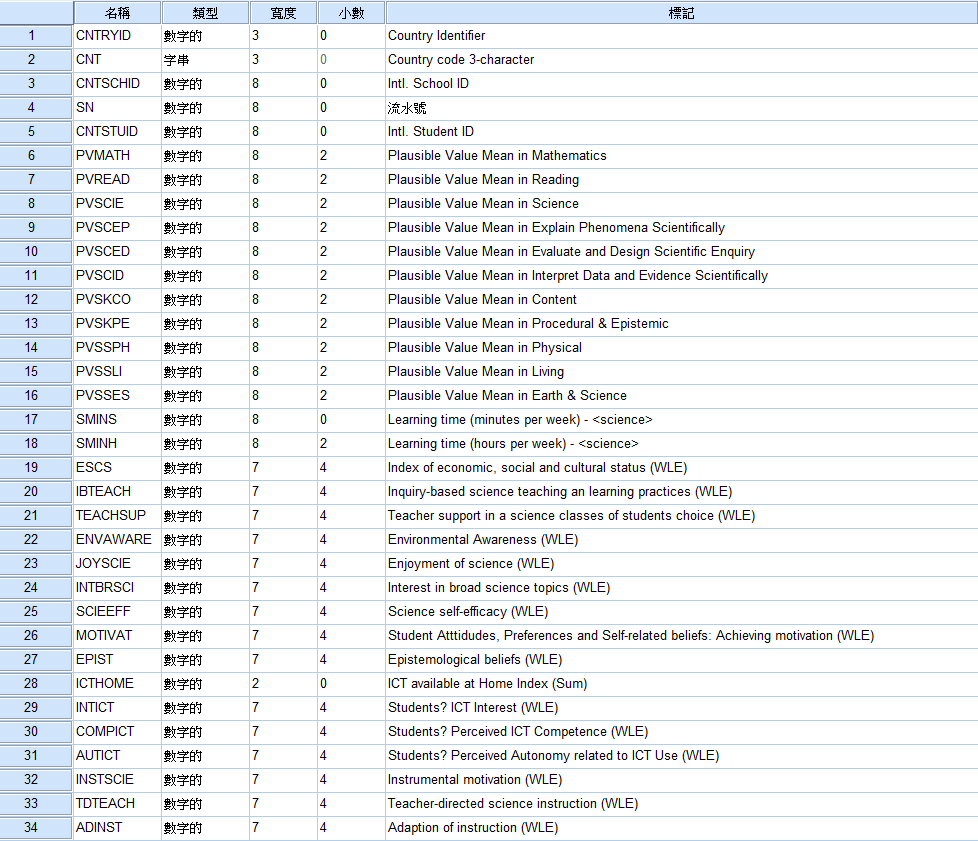 名稱 類型 寬度 小數 標記
1 CNTRYID 數字的 3 0 Country Identifier
2 CNT 字串 3 0 Country code 3-character
3 CNTSCHID 數字的 8 0 Intl. School ID
4 SN 數字的 8 0 流水號
5 CNTSTUID 數字的 8 0 Intl. Student ID
6 PVMATH 數字的 8 2 Plausible Value Mean in Mathematics
7 PVREAD 數字的 8 2 Plausible Value Mean in Reading
8 PVSCIE 數字的 8 2 Plausible Value Mean in Science
9 PVSCEP 數字的 8 2 Plausible Value Mean in Explain Phenomena Scientifically
10 PVSCED 數字的 8 2 Plausible Value Mean in Evaluate and Design Scientific Enquiry
11 PVSCID 數字的 8 2 Plausible Value Mean in Interpret Data and Evidence Scientifically
12 PVSKCO 數字的 8 2 Plausible Value Mean in Content
13 PVSKPE 數字的 8 2 Plausible Value Mean in Procedural & Epistemic
14 PVSSPH 數字的 8 2 Plausible Value Mean in Physical
15 PVSSLI 數字的 8 2 Plausible Value Mean in Living
16 PVSSES 數字的 8 2 Plausible Value Mean in Earth & Science
17 SMINS 數字的 8 0 Learning time (minutes per week) - <science>
18 SMINH 數字的 8 2 Learning time (hours per week) - <science>
19 ESCS 數字的 7 4 Index of economic, social and cultural status (WLE)
20 IBTEACH 數字的 7 4 Inquiry-based science teaching an learning practices (WLE)
21 TEACHSUP 數字的 7 4 Teacher support in a science classes of students choice (WLE)
22 ENVAWARE 數字的 7 4 Environmental Awareness (WLE)
23 JOYSCIE 數字的 7 4 Enjoyment of science (WLE)
24 INTBRSCI 數字的 7 4 Interest in broad science topics (WLE)
25 SCIEEFF 數字的 7 4 Science self-efficacy (WLE)
26 MOTIVAT 數字的 7 4 Student Atttidudes, Preferences and Self-related beliefs: Achieving motivation (WLE)
27 EPIST 數字的 7 4 Epistemological beliefs (WLE)
28 ICTHOME 數字的 2 0 ICT available at Home Index (Sum)
29 INTICT 數字的 7 4 Students? ICT Interest (WLE)
30 COMPICT 數字的 7 4 Students? Perceived ICT Competence (WLE)
31 AUTICT 數字的 7 4 Students? Perceived Autonomy related to ICT Use (WLE)
32 INSTSCIE 數字的 7 4 Instrumental motivation (WLE)
33 TDTEACH 數字的 7 4 Teacher-directed science instruction (WLE)
34 ADINST 數字的 7 4 Adaption of instruction (WLE)